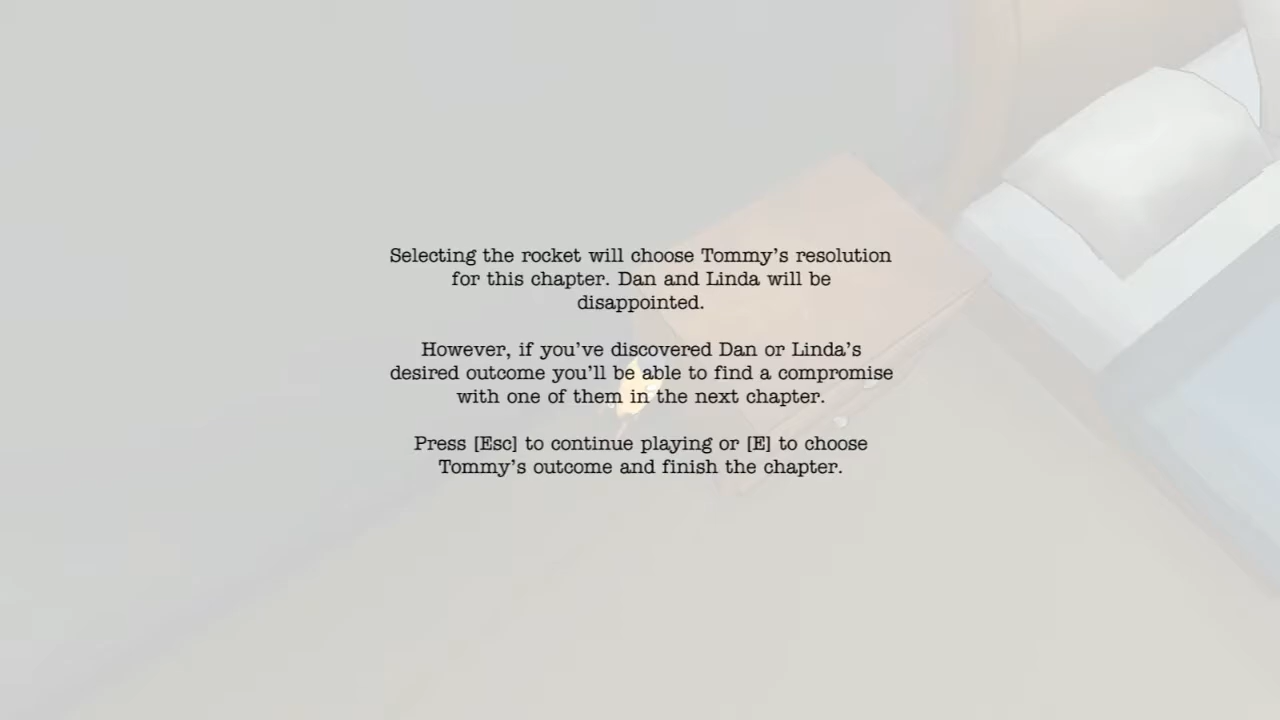 Selecting the rocket will choose Tommy's resolution
for this chapter. Dan and Linda will be
disappointed.
However, if you've discovered Dan or Linda's
desired outcome you'll be able to find a compromise
with one of them in the next chapter.
Press [Esc] to continue playing or [E] to choose
Tommy's outcome and finish the chapter.